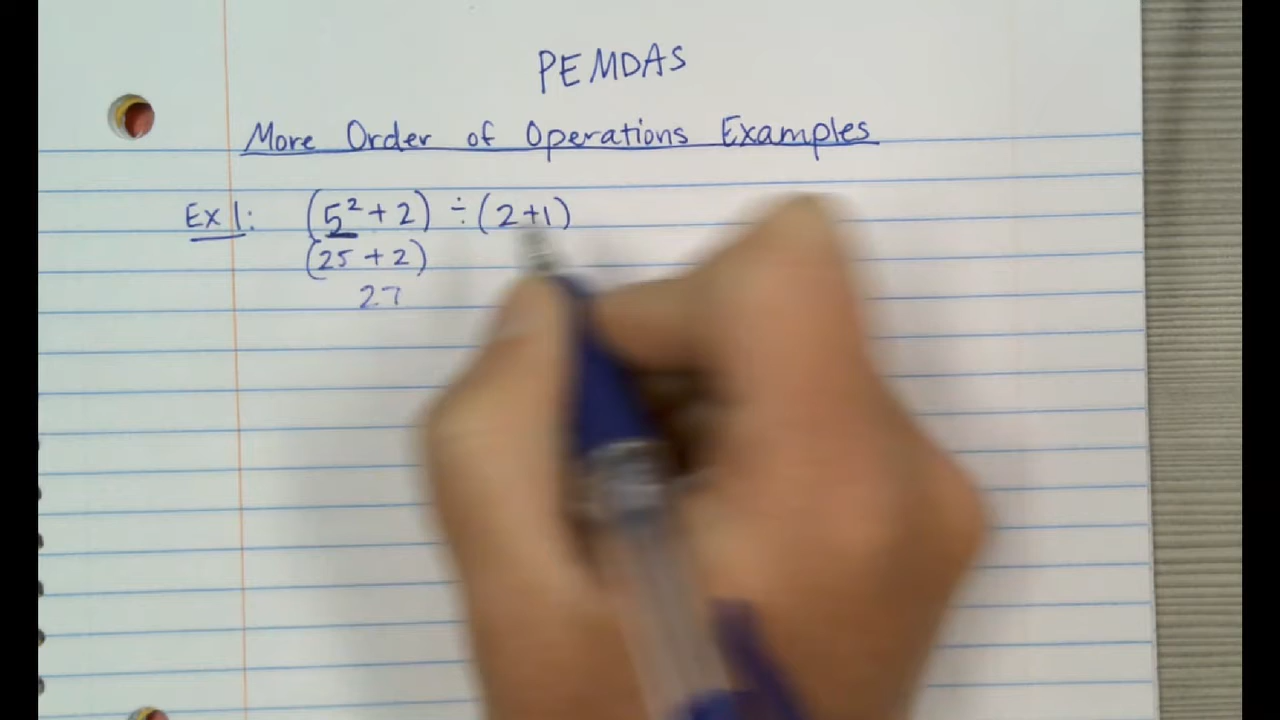 PEMDAS
More Order of Operations Examples
Ex 1: (5²+2) ÷ (2+1)
(25 + 2)
27